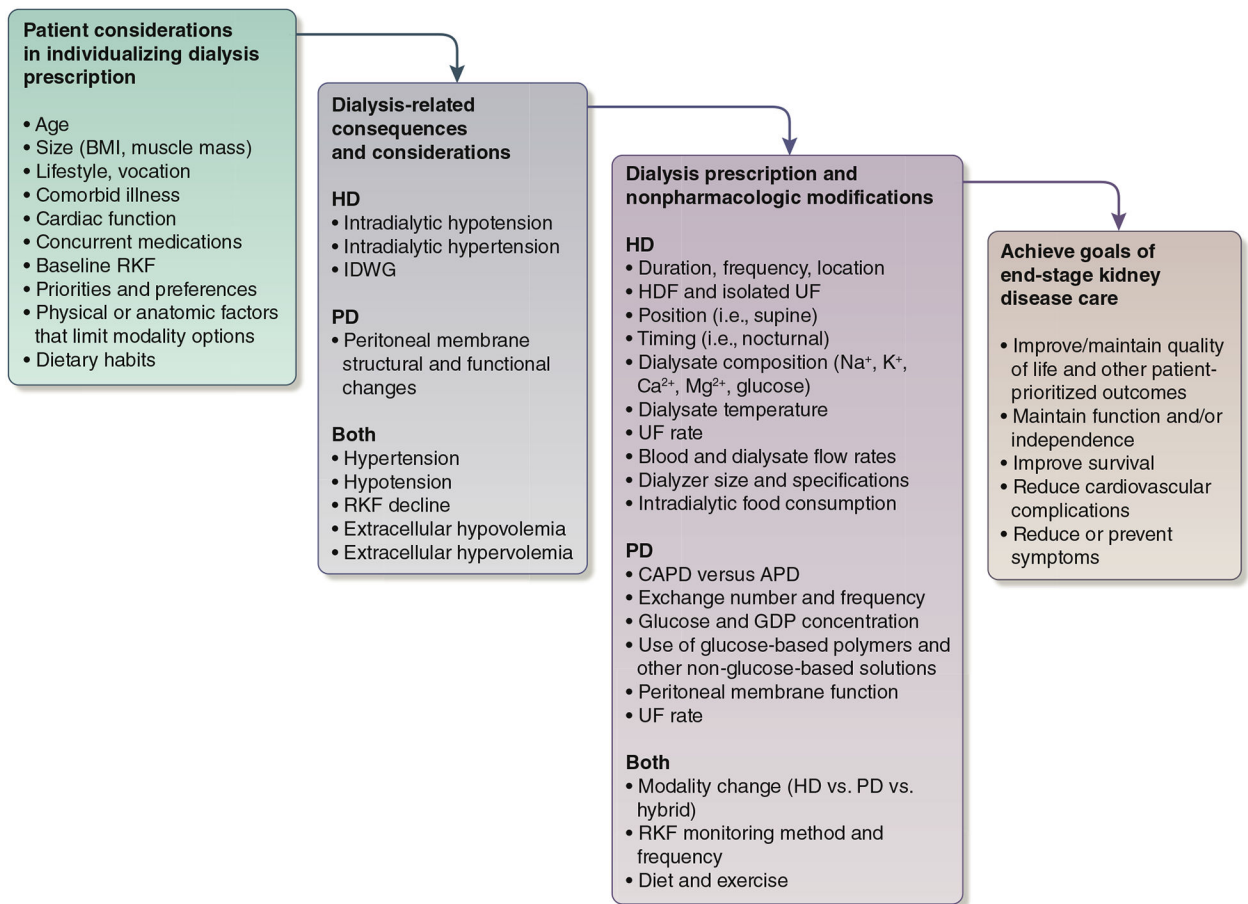 Patient considerations
in individualizing dialysis
prescription
• Age
• Size (BMI, muscle mass)
• Lifestyle, vocation
• Comorbid illness
• Cardiac function
• Concurrent medications
• Baseline RKF
• Priorities and preferences
• Physical or anatomic factors
that limit modality options
• Dietary habits
Dialysis-related
consequences
and considerations
HD
• Intradialytic hypotension
• Intradialytic hypertension
• IDWG
PD
• Peritoneal membrane
structural and functional
changes
Both
• Hypertension
• Hypotension
• RKF decline
• Extracellular hypovolemia
• Extracellular hypervolemia
Dialysis prescription and
nonpharmacologic modifications
HD
• Duration, frequency, location
• HDF and isolated UF
• Position (i.e., supine)
• Timing (i.e., nocturnal)
• Dialysate composition (Na⁺, K⁺,
Ca²⁺, Mg²⁺, glucose)
• Dialysate temperature
• UF rate
• Blood and dialysate flow rates
• Dialyzer size and specifications
• Intradialytic food consumption
PD
• CAPD versus APD
• Exchange number and frequency
• Glucose and GDP concentration
• Use of glucose-based polymers and
other non-glucose-based solutions
• Peritoneal membrane function
• UF rate
Both
• Modality change (HD vs. PD vs.
hybrid)
• RKF monitoring method and
frequency
• Diet and exercise
Achieve goals of
end-stage kidney
disease care
• Improve/maintain quality
of life and other patient-
prioritized outcomes
• Maintain function and/or
independence
• Improve survival
• Reduce cardiovascular
complications
• Reduce or prevent
symptoms